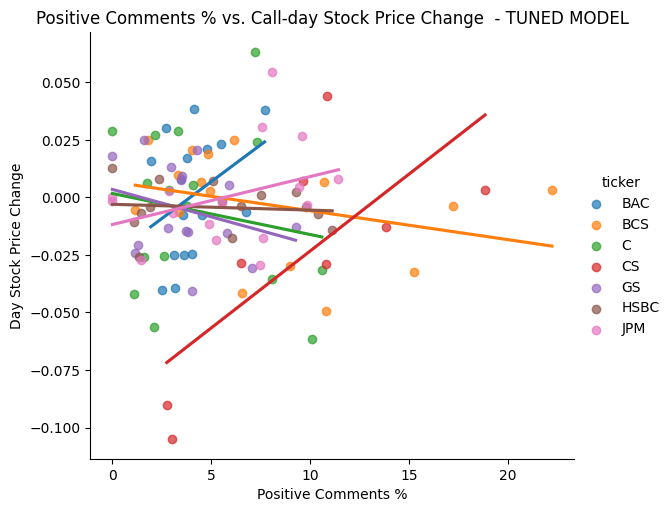 Positive Comments % vs. Call-day Stock Price Change - TUNED MODEL
0.050
0.025
0.000
−0.025
−0.050
−0.075
−0.100
Day Stock Price Change
0 5 10 15 20
Positive Comments %
ticker
BAC
BCS
C
CS
GS
HSBC
JPM